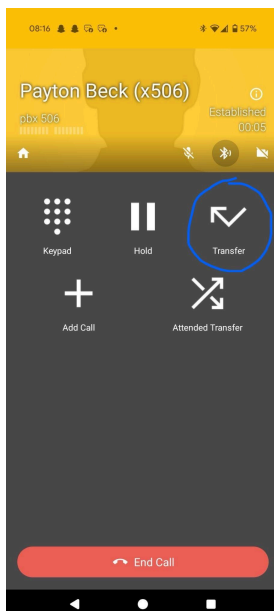 08:16
57%
Payton Beck (x506)
Established
pbx 506
00:05
Keypad
Hold
Transfer
Add Call
Attended Transfer
End Call